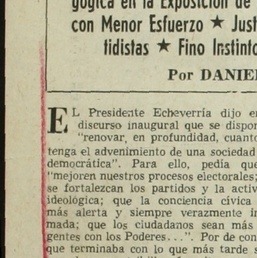 gógica en la Exposición de
con Menor Esfuerzo ★ Just
tidistas ★ Fino Instint
Por DANIE
EL Presidente Echeverría dijo en
discurso inaugural que se dispon
"renovar, en profundidad, cuant
tenga el advenimiento de una sociedad
democrática". Para ello, pedía que
"mejoren nuestros procesos electorales;
se fortalezcan los partidos y la activ
ideológica; que la conciencia cívica
más alerta y siempre verazmente in
mada; que los ciudadanos sean más
gentes con los Poderes...". Por de con
que terminaba con lo que más tarde s